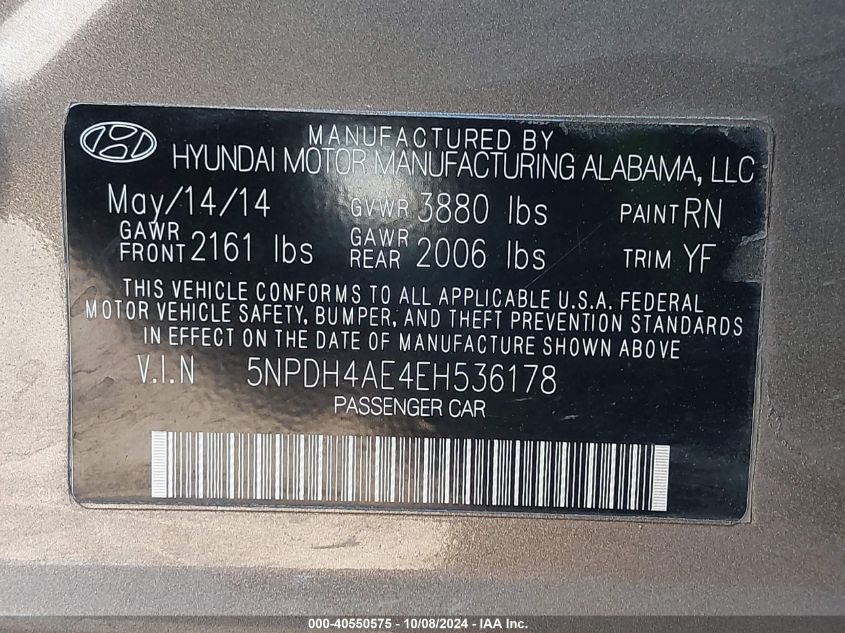 MANUFACTURED BY
HYUNDAI MOTOR MANUFACTURING ALABAMA, LLC
May/14/14 GVWR 3880 lbs PAINT RN
GAWR FRONT 2161 lbs GAWR REAR 2006 lbs TRIM YF
THIS VEHICLE CONFORMS TO ALL APPLICABLE U.S.A. FEDERAL
MOTOR VEHICLE SAFETY, BUMPER, AND THEFT PREVENTION STANDARDS
IN EFFECT ON THE DATE OF MANUFACTURE SHOWN ABOVE
V.I.N 5NPDH4AE4EH536178
PASSENGER CAR
000-40550575 - 10/08/2024 - IAA Holdings, LLC.